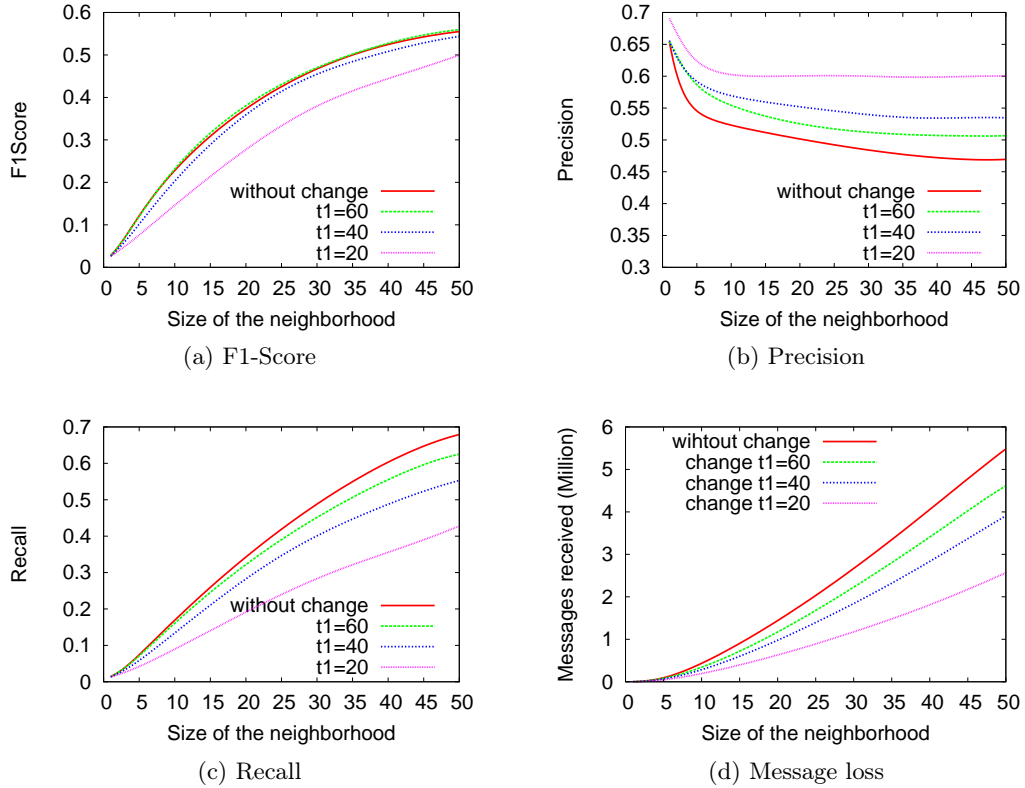 F1Score
0.6
0.5
0.4
0.3
0.2
0.1
0
without change
t1=60
t1=40
t1=20
0 5 10 15 20 25 30 35 40 45 50
Size of the neighborhood
(a) F1-Score
Precision
0.7
0.65
0.6
0.55
0.5
0.45
0.4
0.35
0.3
without change
t1=60
t1=40
t1=20
0 5 10 15 20 25 30 35 40 45 50
Size of the neighborhood
(b) Precision
Recall
0.7
0.6
0.5
0.4
0.3
0.2
0.1
0
without change
t1=60
t1=40
t1=20
0 5 10 15 20 25 30 35 40 45 50
Size of the neighborhood
(c) Recall
Messages received (Million)
6
5
4
3
2
1
0
wihtout change
change t1=60
change t1=40
change t1=20
0 5 10 15 20 25 30 35 40 45 50
Size of the neighborhood
(d) Message loss